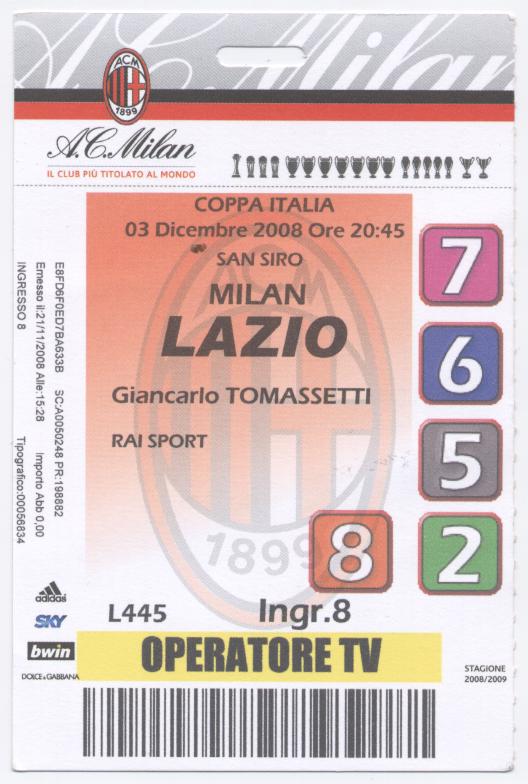 A.C. Milan
ACM
1899
A.C.Milan
IL CLUB PIÙ TITOLATO AL MONDO
COPPA ITALIA
03 Dicembre 2008 Ore 20:45
SAN SIRO
MILAN
LAZIO
Giancarlo TOMASSETTI
RAI SPORT
7
6
5
8
2
1899
L445
Ingr.8
OPERATORE TV
E8FD6F0ED7BA633B SC:A0050248 PR:198882
Emesso il:21/11/2008 Alle:15:28 Importo Abb 0,00
INGRESSO 8 Tipografico:00056834
adidas
SKY
bwin
DOLCE & GABBANA
STAGIONE
2008/2009